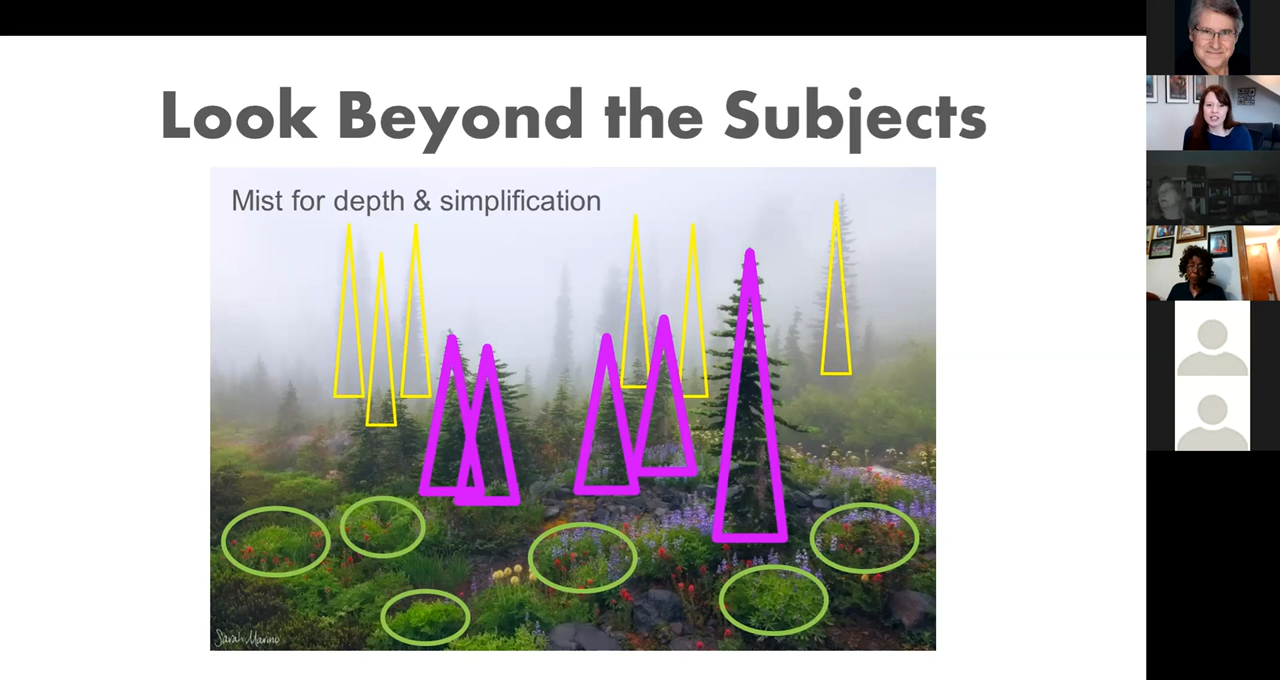 Look Beyond the Subjects
Mist for depth & simplification
Sarah Marino